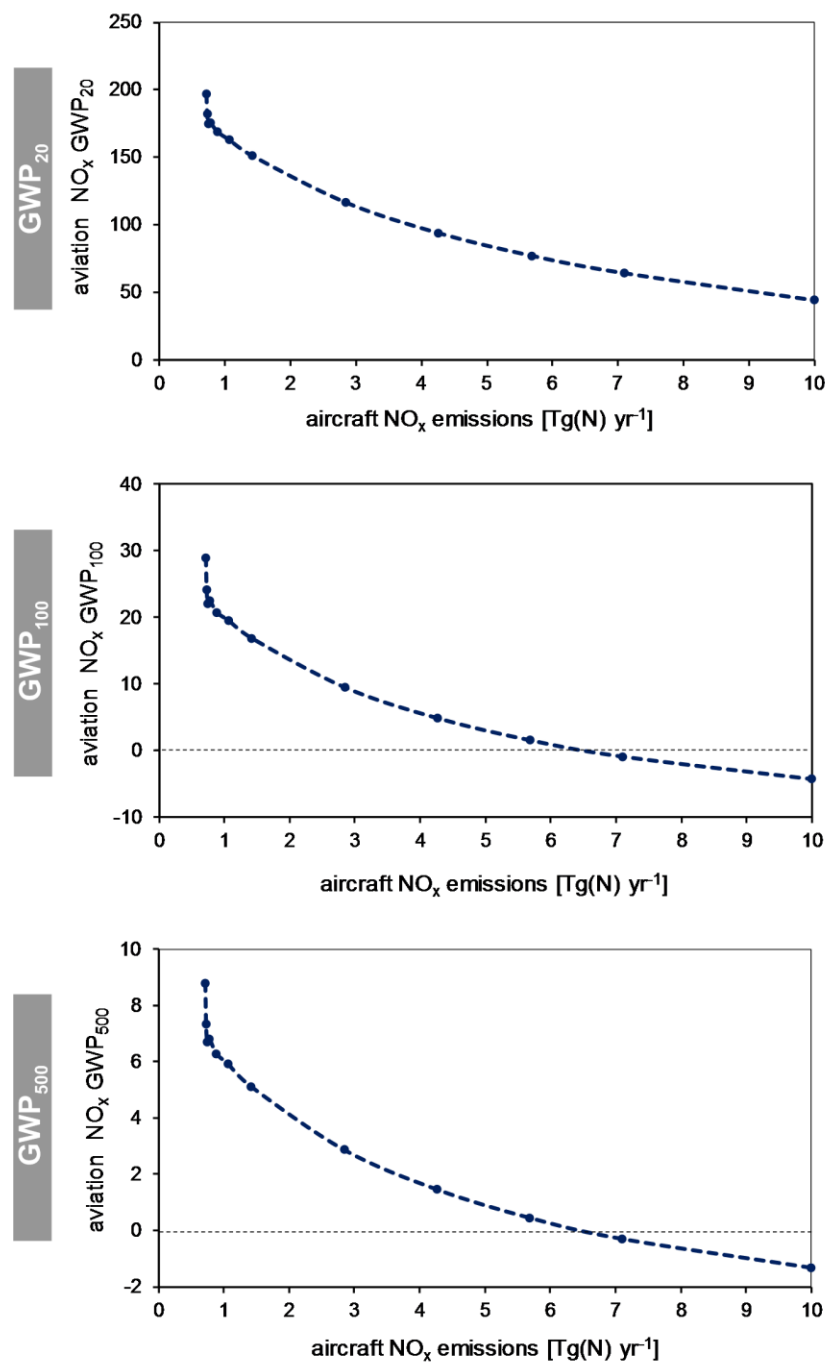 GWP₂₀
aviation NOₓ GWP₂₀
250
200
150
100
50
0
0 1 2 3 4 5 6 7 8 9 10
aircraft NOₓ emissions [Tg(N) yr⁻¹]
GWP₁₀₀
aviation NOₓ GWP₁₀₀
40
30
20
10
0
-10
0 1 2 3 4 5 6 7 8 9 10
aircraft NOₓ emissions [Tg(N) yr⁻¹]
GWP₅₀₀
aviation NOₓ GWP₅₀₀
10
8
6
4
2
0
-2
0 1 2 3 4 5 6 7 8 9 10
aircraft NOₓ emissions [Tg(N) yr⁻¹]